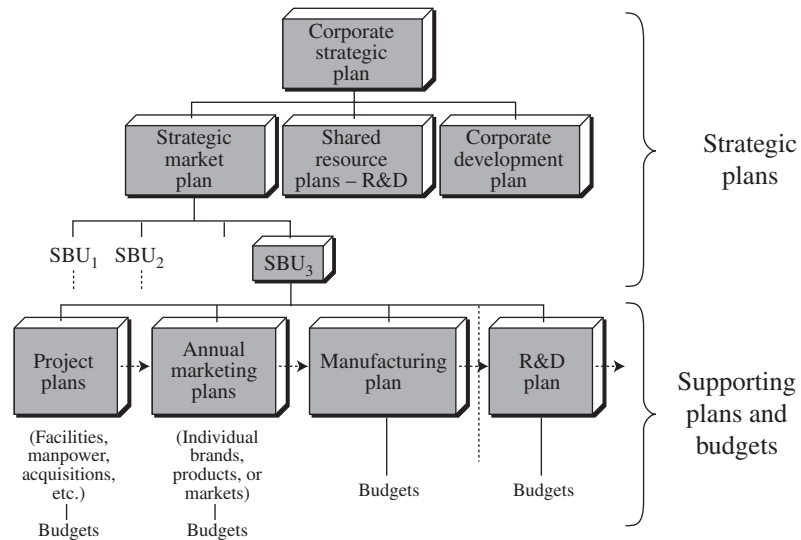 Corporate
strategic
plan
Strategic
market
plan
Shared
resource
plans – R&D
Corporate
development
plan
Strategic
plans
SBU₁
SBU₂
SBU₃
Project
plans
Annual
marketing
plans
Manufacturing
plan
R&D
plan
Supporting
plans and
budgets
(Facilities,
manpower,
acquisitions,
etc.)
(Individual
brands,
products, or
markets)
Budgets
Budgets
Budgets
Budgets